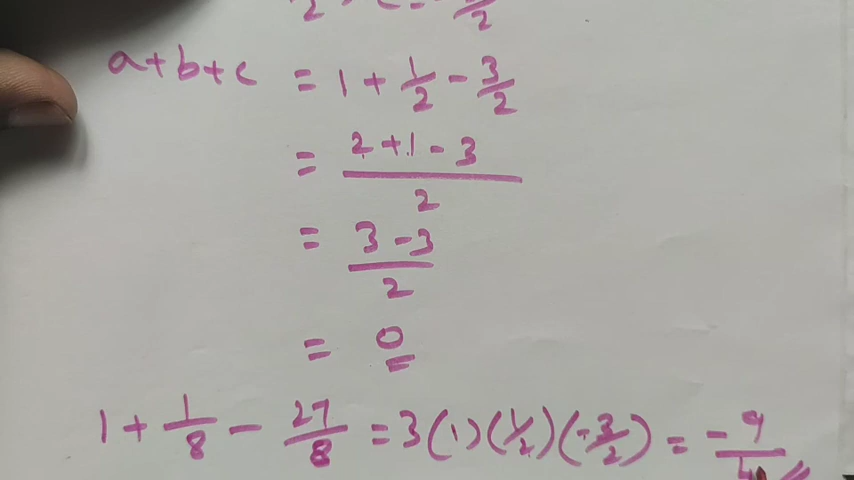 a+b+c = 1 + 1/2 - 3/2
= 2+1-3/2
= 3-3/2
= 0
1 + 1/8 - 27/8 = 3(1)(1/2)(-3/2) = -9/4